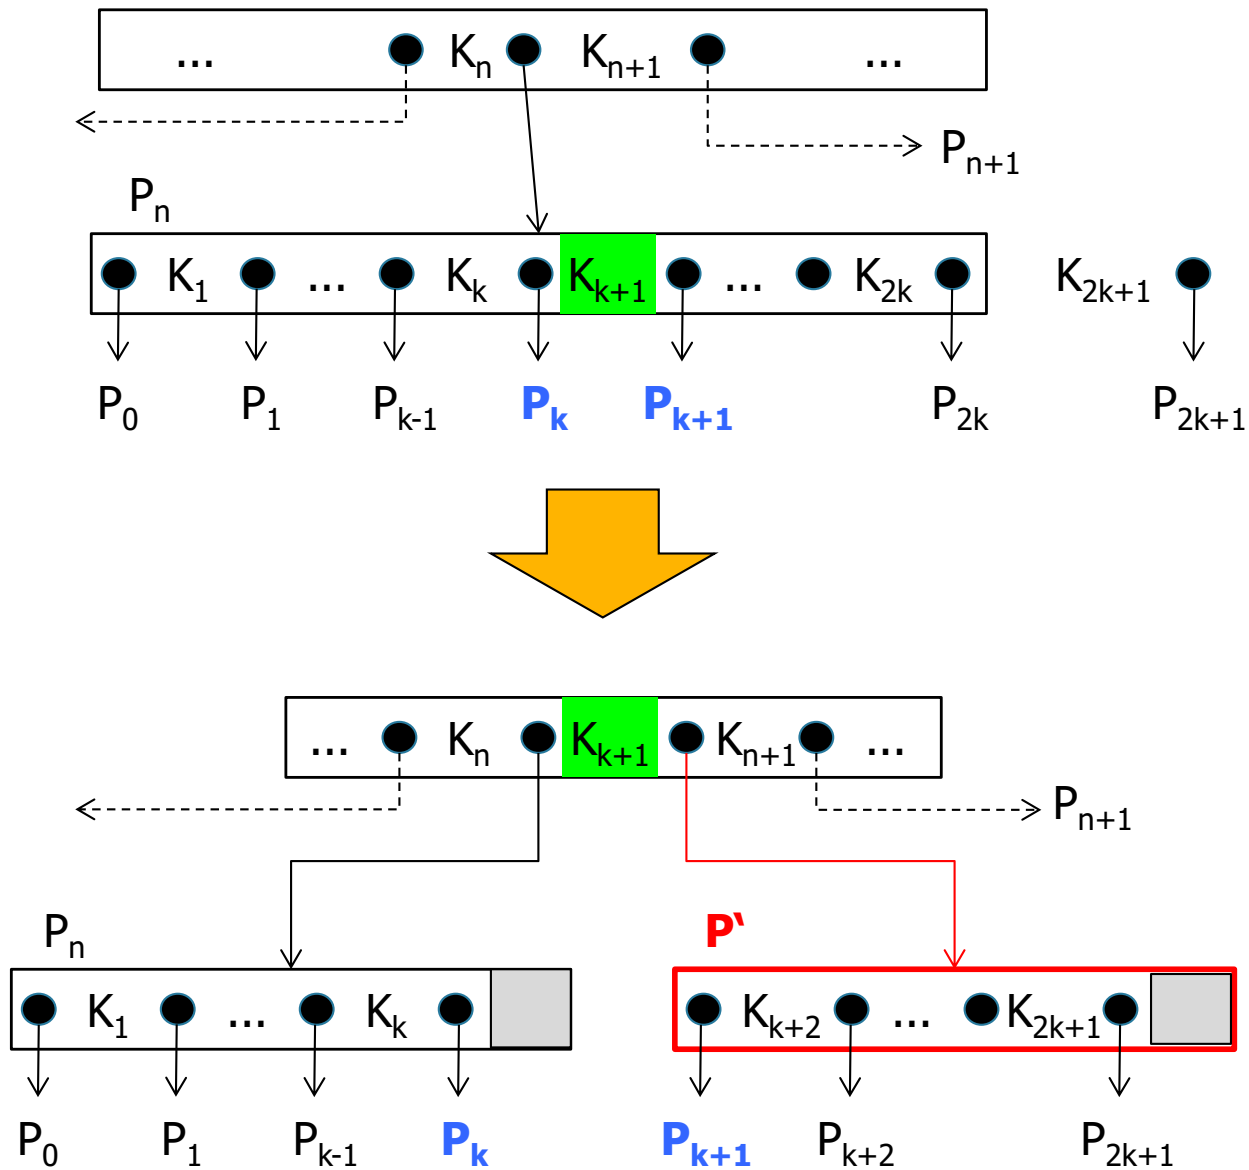 ... Kₙ Kₙ₊₁ ...
Pₙ₊₁
Pₙ
K₁ ... Kₖ Kₖ₊₁ ... K₂ₖ K₂ₖ₊₁
P₀ P₁ Pₖ₋₁ Pₖ Pₖ₊₁ P₂ₖ P₂ₖ₊₁
... Kₙ Kₖ₊₁ Kₙ₊₁ ...
Pₙ₊₁
Pₙ P‘
K₁ ... Kₖ Kₖ₊₂ ... K₂ₖ₊₁
P₀ P₁ Pₖ₋₁ Pₖ Pₖ₊₁ Pₖ₊₂ P₂ₖ₊₁